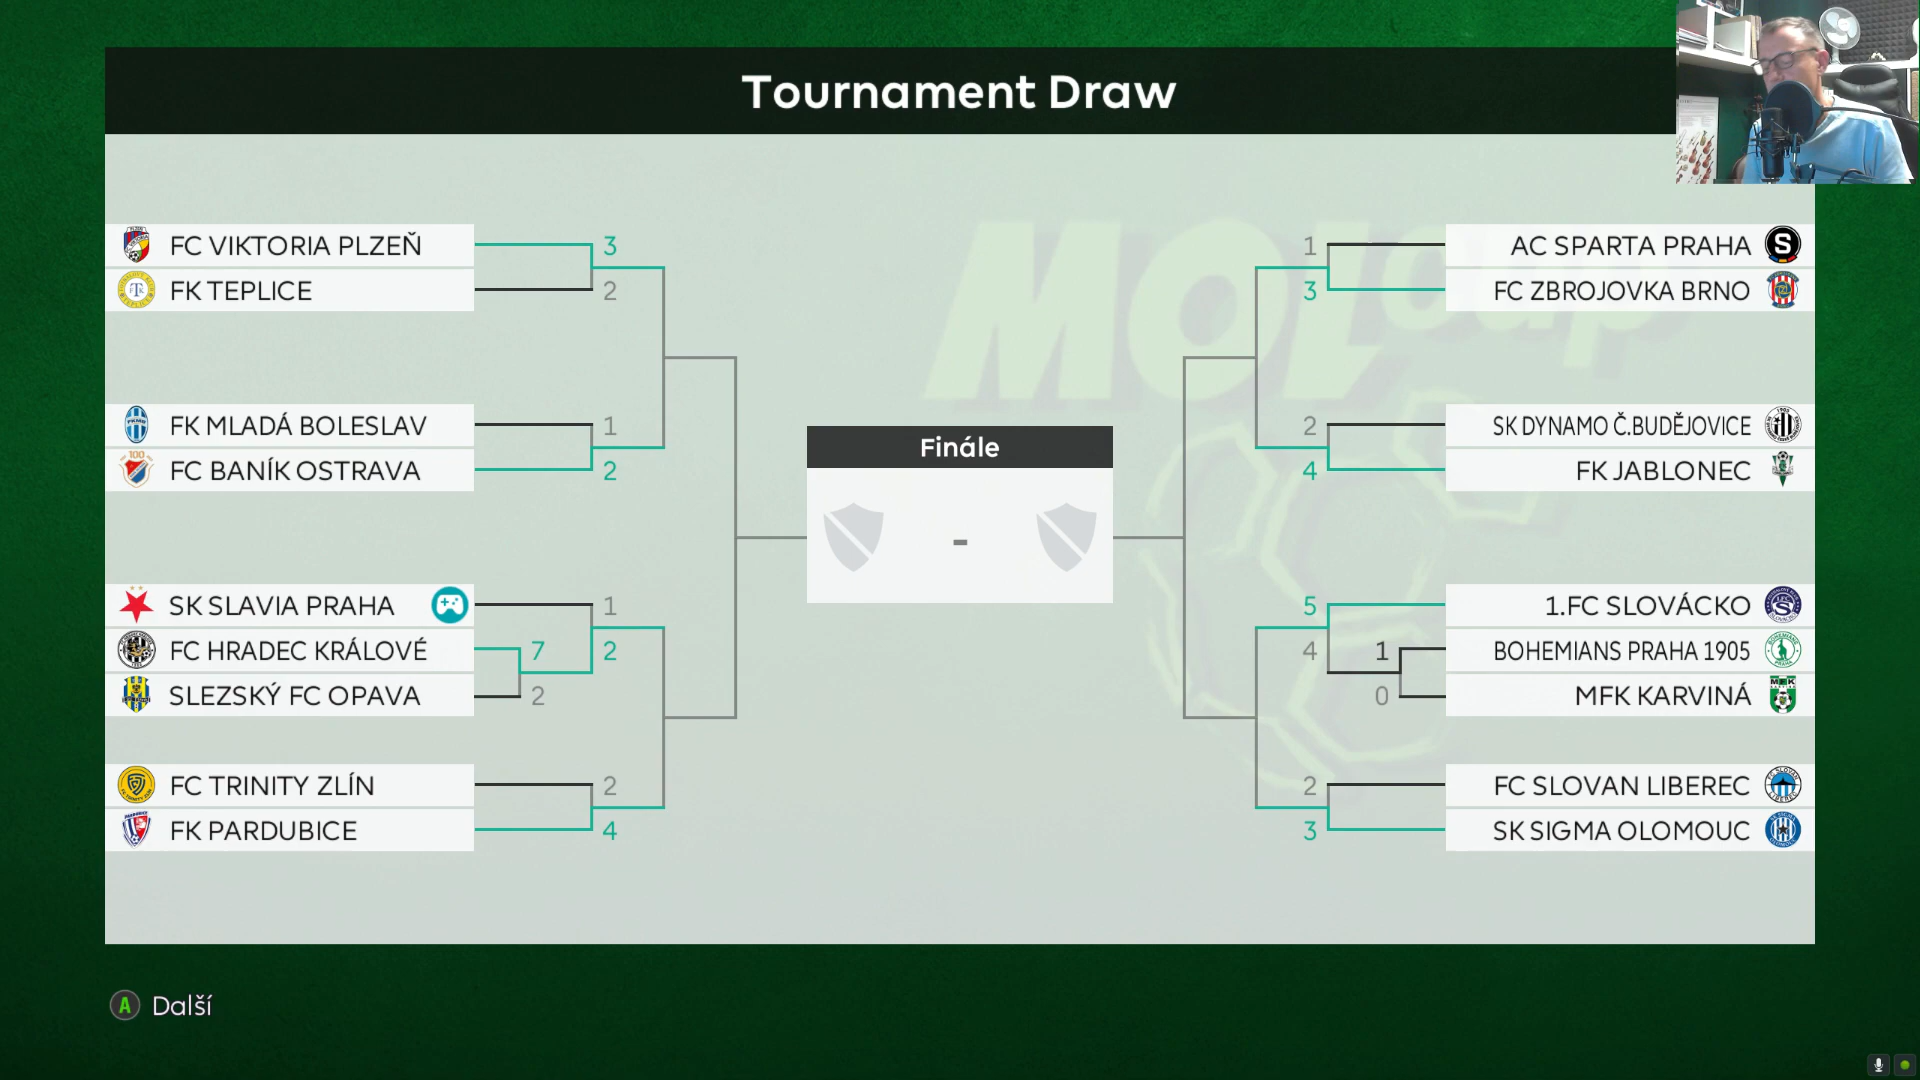 Tournament Draw
MOL cup
FC VIKTORIA PLZEŇ 3
FK TEPLICE 2
FK MLADÁ BOLESLAV 1
FC BANÍK OSTRAVA 2
SK SLAVIA PRAHA 1
FC HRADEC KRÁLOVÉ 7 2
SLEZSKÝ FC OPAVA 2
FC TRINITY ZLÍN 2
FK PARDUBICE 4
Finále
-
1 AC SPARTA PRAHA
3 FC ZBROJOVKA BRNO
2 SK DYNAMO Č.BUDĚJOVICE
4 FK JABLONEC
5 1.FC SLOVÁCKO
4 1 BOHEMIANS PRAHA 1905
0 MFK KARVINÁ
2 FC SLOVAN LIBEREC
3 SK SIGMA OLOMOUC
A Další